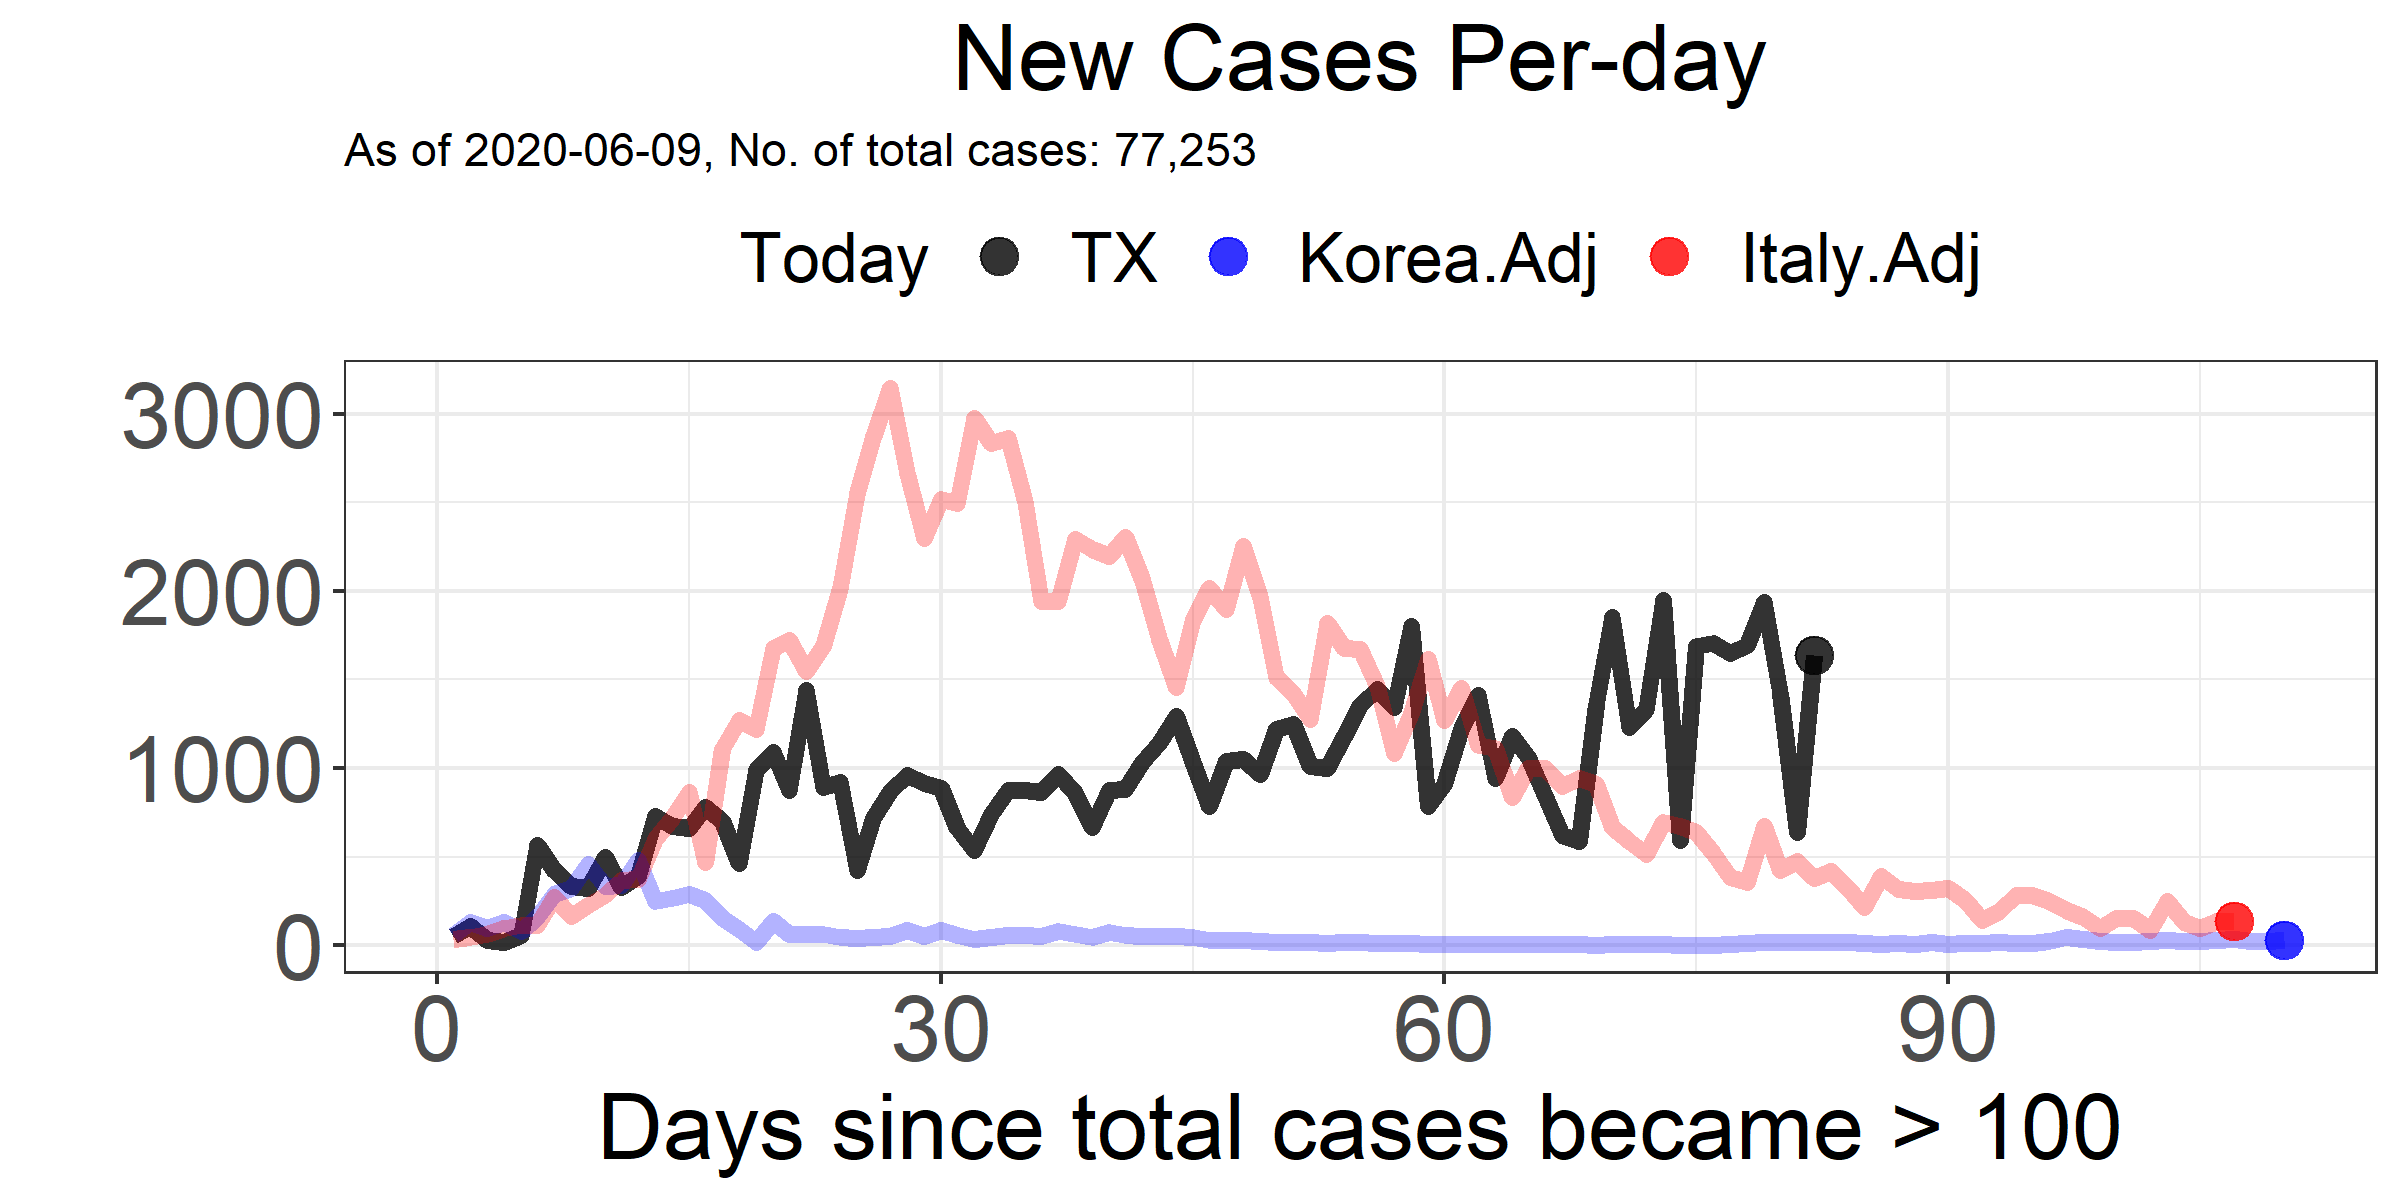 New Cases Per-day
As of 2020-06-09, No. of total cases: 77,253
Today TX Korea.Adj Italy.Adj
3000
2000
1000
0
0 30 60 90
Days since total cases became > 100